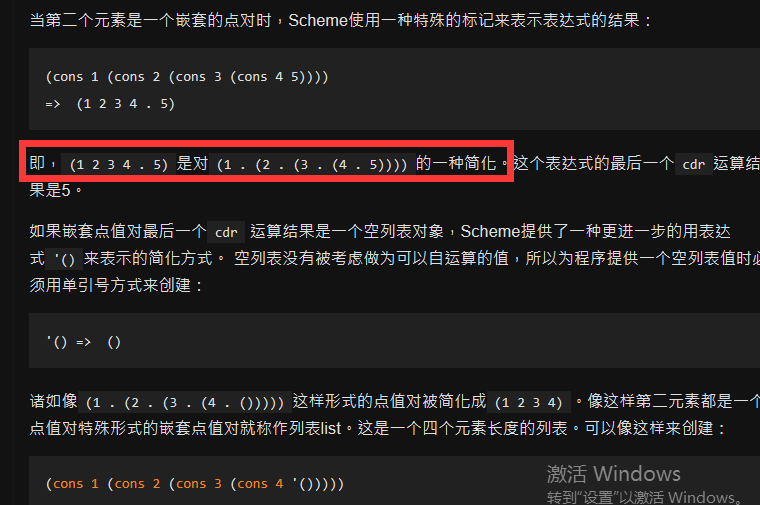 当第二个元素是一个嵌套的点对时，Scheme使用一种特殊的标记来表示表达式的结果：
(cons 1 (cons 2 (cons 3 (cons 4 5))))
=>  (1 2 3 4 . 5)
即， (1 2 3 4 . 5) 是对 (1 . (2 . (3 . (4 . 5)))) 的一种简化。这个表达式的最后一个 cdr 运算结
果是5。
如果嵌套点值对最后一个 cdr 运算结果是一个空列表对象，Scheme提供了一种更进一步的用表达
式 '() 来表示的简化方式。 空列表没有被考虑做为可以自运算的值，所以为程序提供一个空列表值时必
须用单引号方式来创建：
'() =>  ()
诸如像 (1 . (2 . (3 . (4 . ())))) 这样形式的点值对被简化成 (1 2 3 4) 。像这样第二元素都是一个
点值对特殊形式的嵌套点值对就称作列表list。这是一个四个元素长度的列表。可以像这样来创建：
(cons 1 (cons 2 (cons 3 (cons 4 '()))))
激活 Windows
转到“设置”以激活 Windows。